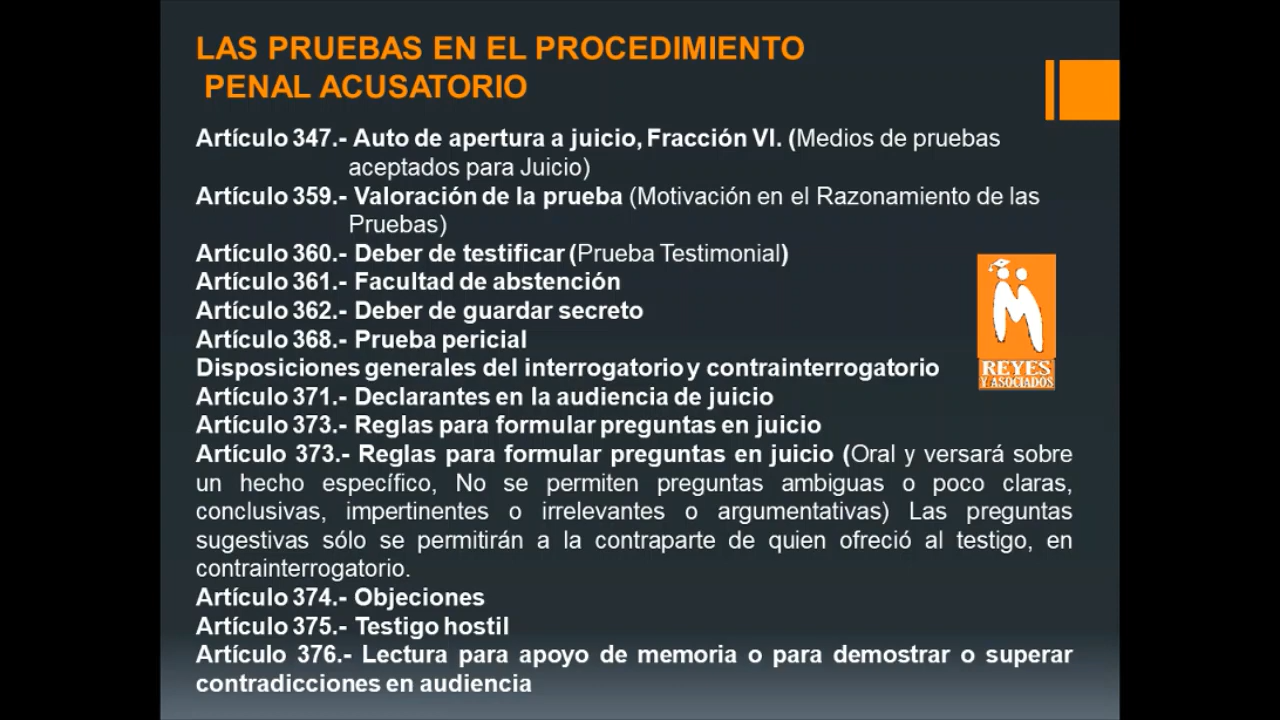 LAS PRUEBAS EN EL PROCEDIMIENTO
PENAL ACUSATORIO
Artículo 347.- Auto de apertura a juicio, Fracción VI. (Medios de pruebas
aceptados para Juicio)
Artículo 359.- Valoración de la prueba (Motivación en el Razonamiento de las
Pruebas)
Artículo 360.- Deber de testificar (Prueba Testimonial)
Artículo 361.- Facultad de abstención
Artículo 362.- Deber de guardar secreto
Artículo 368.- Prueba pericial
Disposiciones generales del interrogatorio y contrainterrogatorio
Artículo 371.- Declarantes en la audiencia de juicio
Artículo 373.- Reglas para formular preguntas en juicio
Artículo 373.- Reglas para formular preguntas en juicio (Oral y versará sobre
un hecho específico, No se permiten preguntas ambiguas o poco claras,
conclusivas, impertinentes o irrelevantes o argumentativas) Las preguntas
sugestivas sólo se permitirán a la contraparte de quien ofreció al testigo, en
contrainterrogatorio.
Artículo 374.- Objeciones
Artículo 375.- Testigo hostil
Artículo 376.- Lectura para apoyo de memoria o para demostrar o superar
contradicciones en audiencia
REYES
Y ASOCIADOS